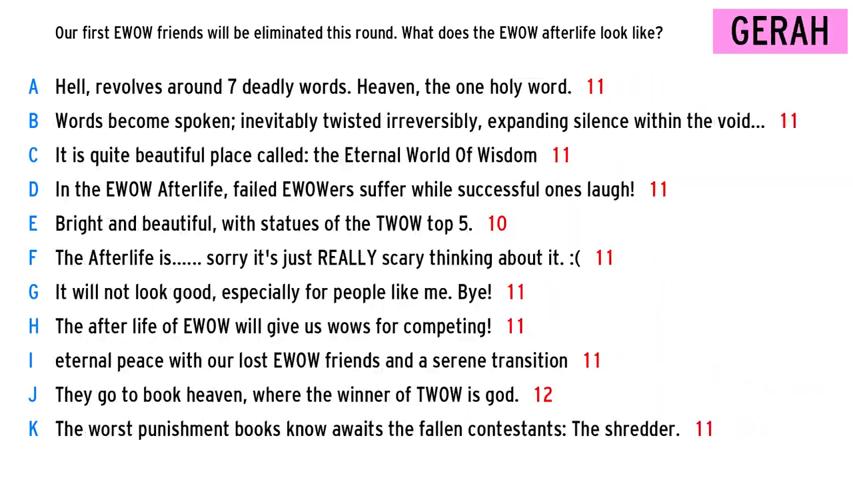 Our first EWOW friends will be eliminated this round. What does the EWOW afterlife look like?
GERAH
A Hell, revolves around 7 deadly words. Heaven, the one holy word. 11
B Words become spoken; inevitably twisted irreversibly, expanding silence within the void... 11
C It is quite beautiful place called: the Eternal World Of Wisdom 11
D In the EWOW Afterlife, failed EWOWers suffer while successful ones laugh! 11
E Bright and beautiful, with statues of the TWOW top 5. 10
F The Afterlife is...... sorry it's just REALLY scary thinking about it. :( 11
G It will not look good, especially for people like me. Bye! 11
H The after life of EWOW will give us wows for competing! 11
I eternal peace with our lost EWOW friends and a serene transition 11
J They go to book heaven, where the winner of TWOW is god. 12
K The worst punishment books know awaits the fallen contestants: The shredder. 11